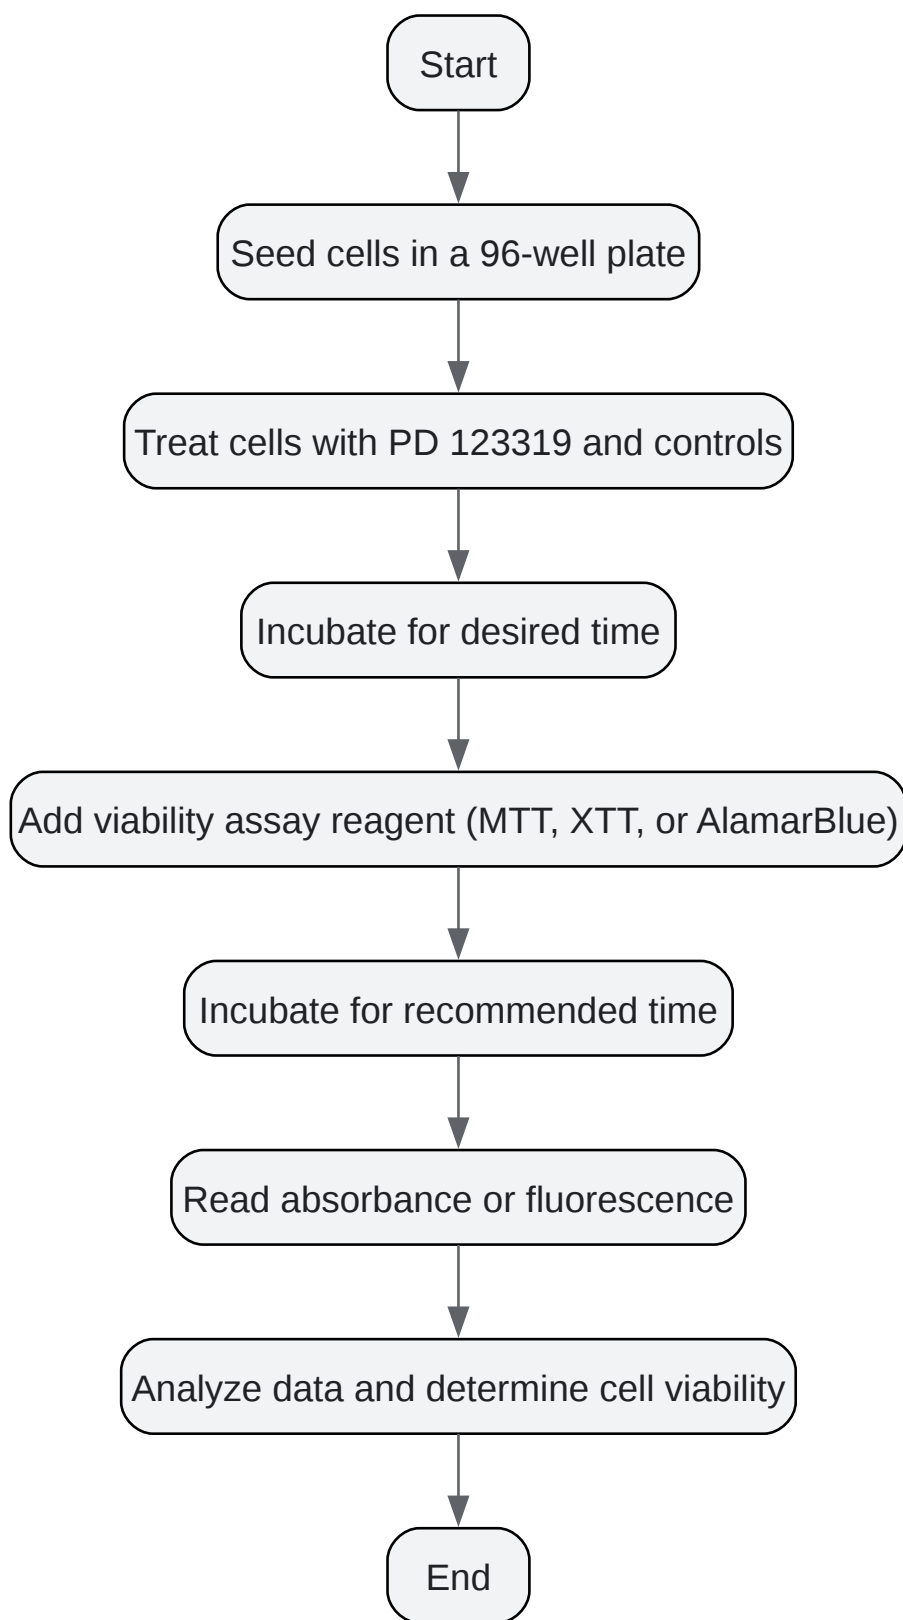 Start
Seed cells in a 96-well plate
Treat cells with PD 123319 and controls
Incubate for desired time
Add viability assay reagent (MTT, XTT, or AlamarBlue)
Incubate for recommended time
Read absorbance or fluorescence
Analyze data and determine cell viability
End